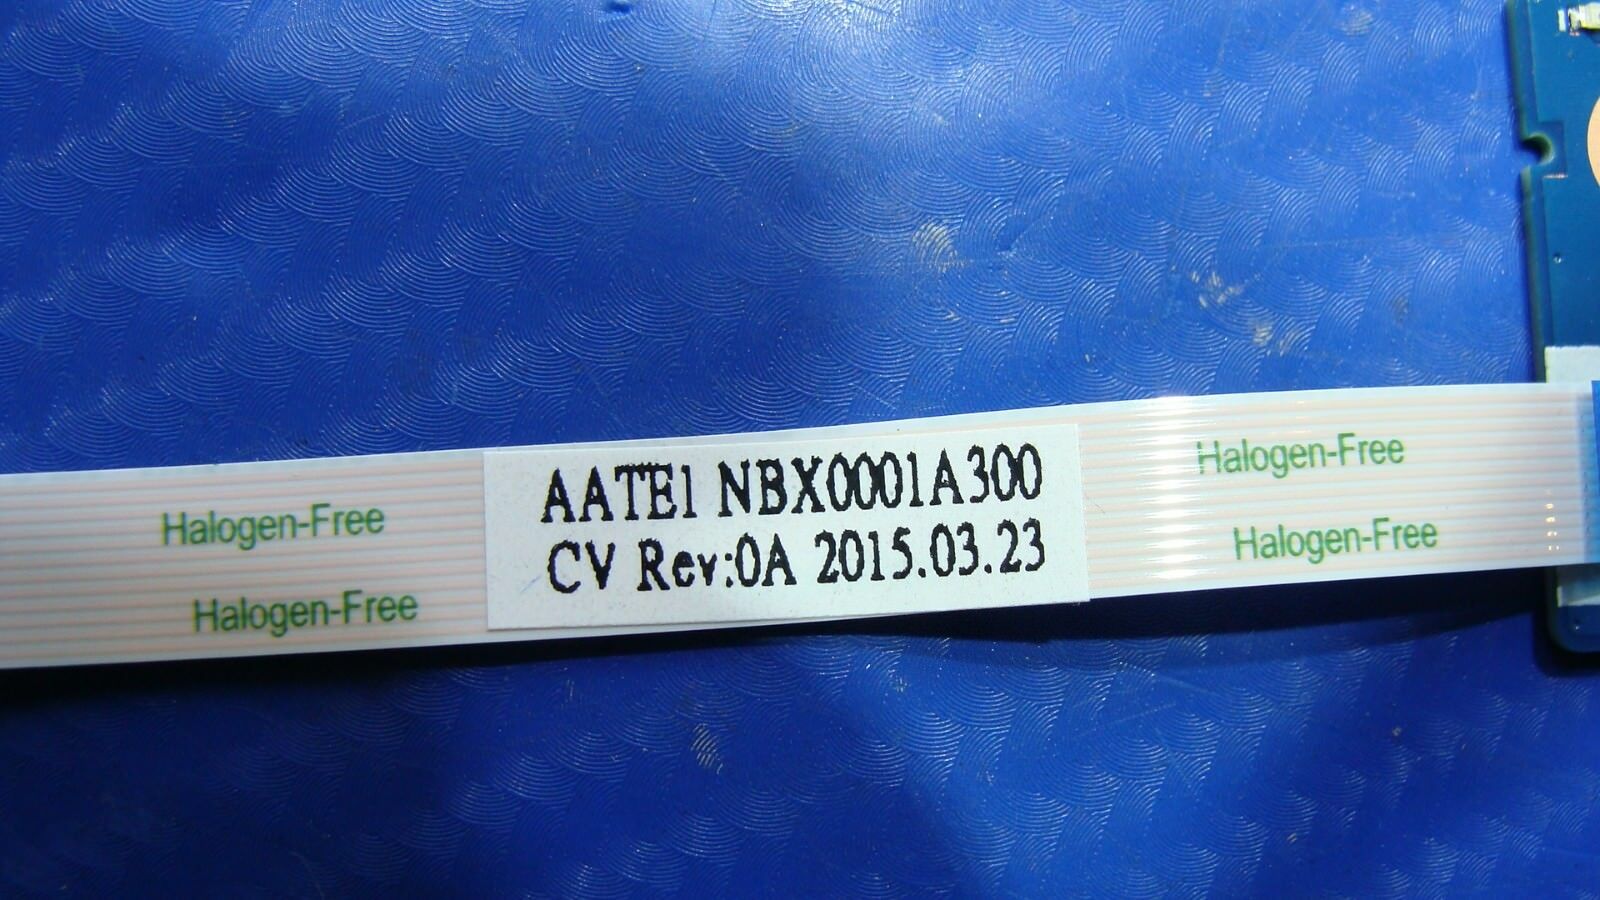 Halogen-Free
Halogen-Free
AATE1 NBX0001A300
CV Rev:0A 2015.03.23
Halogen-Free
Halogen-Free